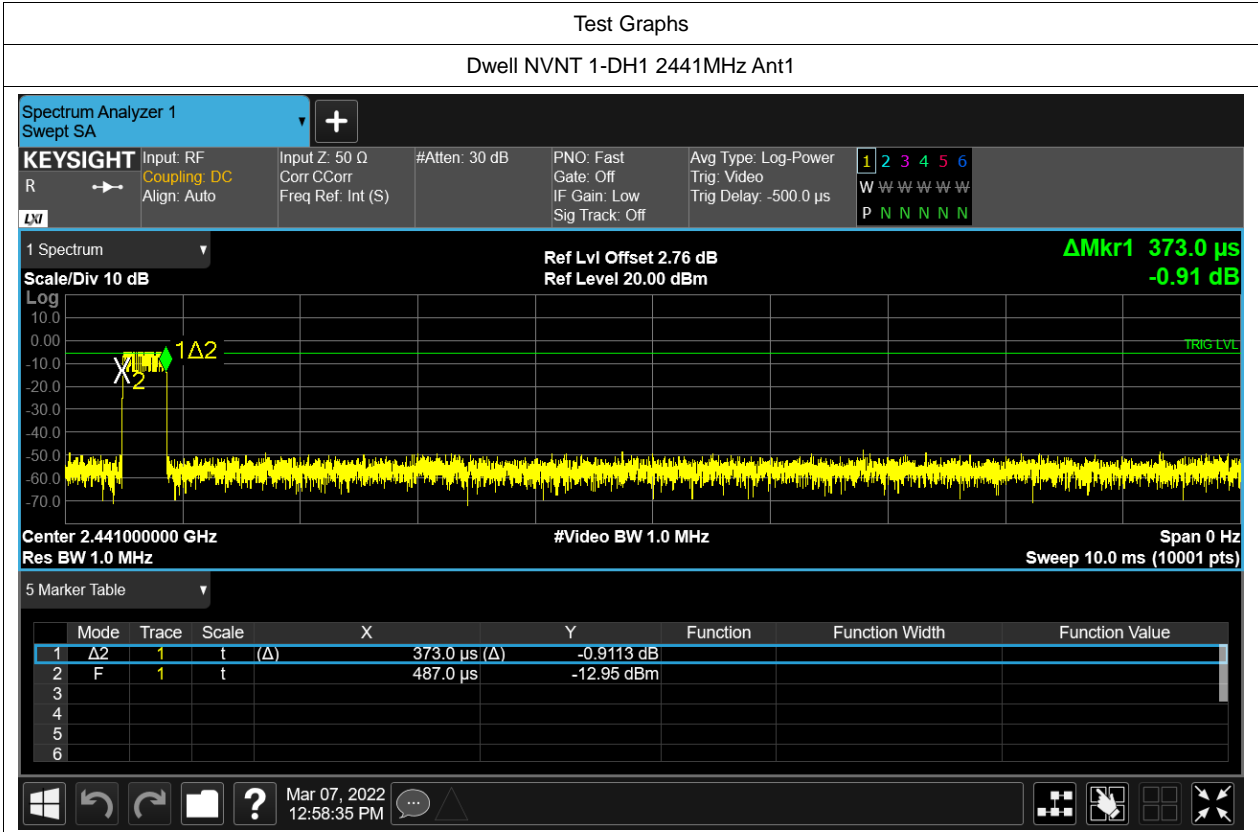 Test Graphs
Dwell NVNT 1-DH1 2441MHz Ant1
Spectrum Analyzer 1
Swept SA
+
KEYSIGHT Input: RF Input Z: 50 Ω #Atten: 30 dB PNO: Fast Avg Type: Log-Power 1 2 3 4 5 6
R Coupling: DC Corr CCorr Gate: Off Trig: Video W W W W W W
Align: Auto Freq Ref: Int (S) IF Gain: Low Trig Delay: -500.0 µs P N N N N N
LXI Sig Track: Off
1 Spectrum Ref Lvl Offset 2.76 dB ΔMkr1 373.0 µs
Scale/Div 10 dB Ref Level 20.00 dBm -0.91 dB
Log
10.0
0.00 1Δ2 TRIG LVL
-10.0 X2
-20.0
-30.0
-40.0
-50.0
-60.0
-70.0
Center 2.441000000 GHz #Video BW 1.0 MHz Span 0 Hz
Res BW 1.0 MHz Sweep 10.0 ms (10001 pts)
5 Marker Table
Mode Trace Scale X Y Function Function Width Function Value
1 Δ2 1 t (Δ) 373.0 µs (Δ) -0.9113 dB
2 F 1 t 487.0 µs -12.95 dBm
3
4
5
6
? Mar 07, 2022
12:58:35 PM